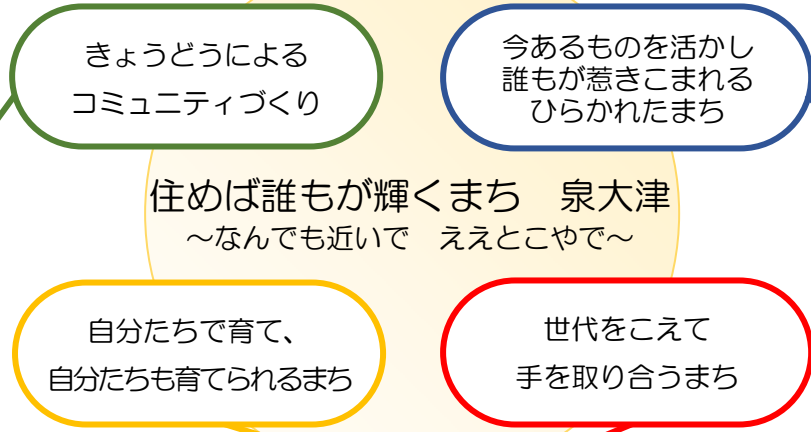 きょうどうによる
コミュニティづくり
今あるものを活かし
誰もが惹きこまれる
ひらかれたまち
住めば誰もが輝くまち　泉大津
～なんでも近いで　ええとこやで～
自分たちで育て、
自分たちも育てられるまち
世代をこえて
手を取り合うまち